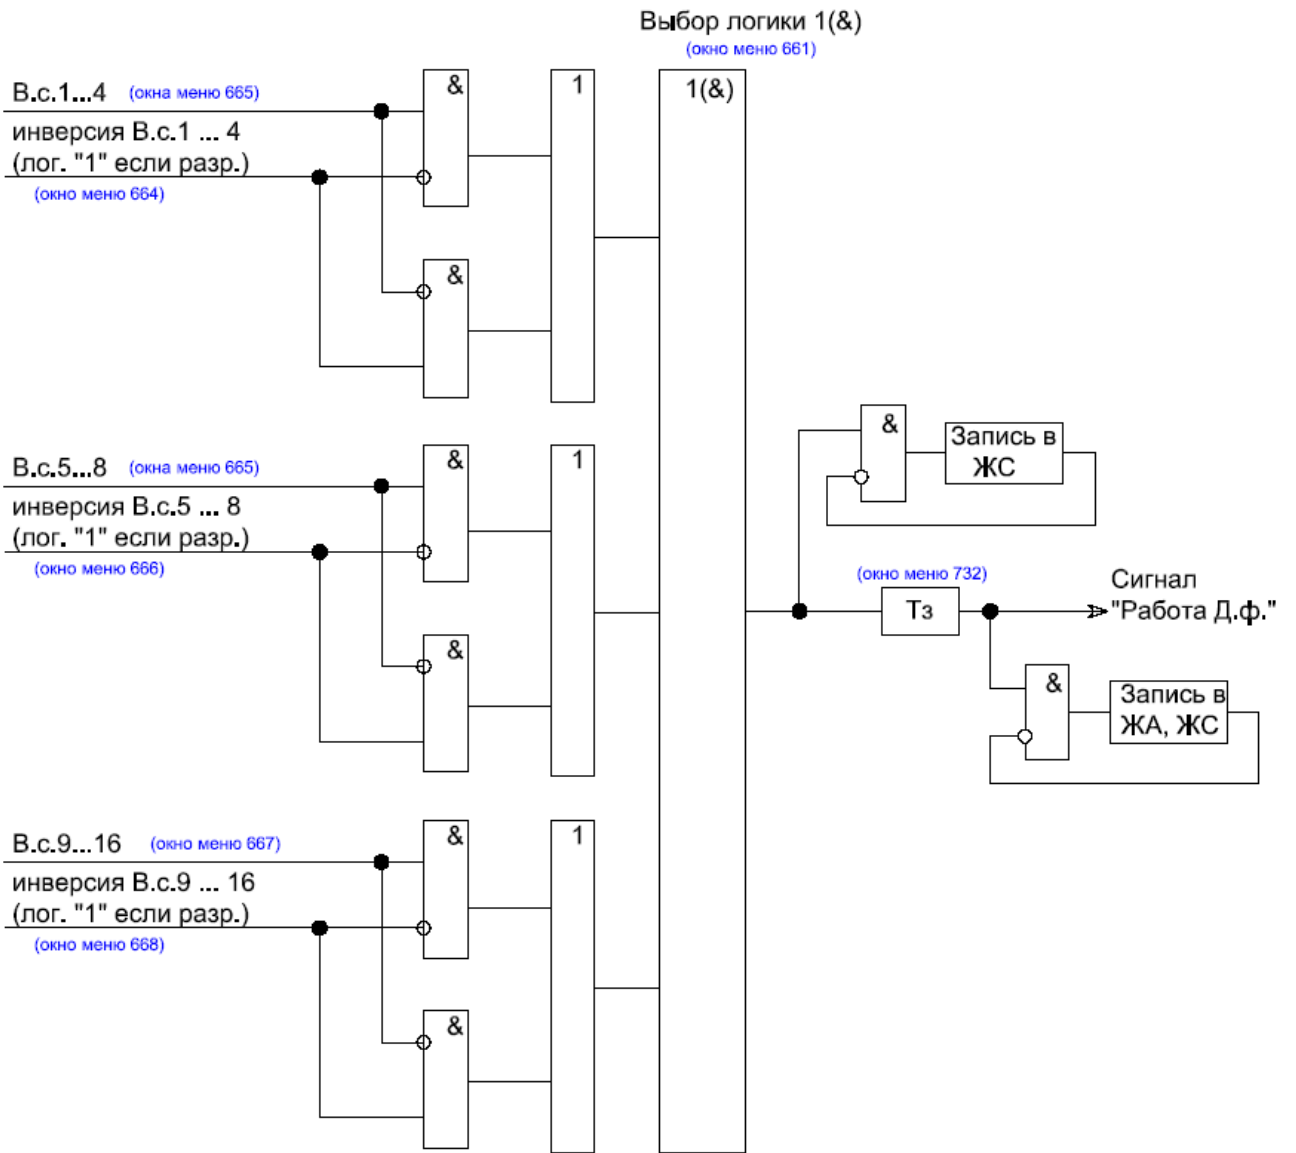 Выбор логики 1(&)
(окно меню 661)
В.с.1...4 (окна меню 665)
инверсия В.с.1 ... 4
(лог. "1" если разр.)
(окно меню 664)
&
1
1(&)
&
В.с.5...8 (окна меню 665)
инверсия В.с.5 ... 8
(лог. "1" если разр.)
(окно меню 666)
&
1
&
&
Запись в
ЖС
(окно меню 732)
Тз
Сигнал
"Работа Д.ф."
&
Запись в
ЖА, ЖС
В.с.9...16 (окно меню 667)
инверсия В.с.9 ... 16
(лог. "1" если разр.)
(окно меню 668)
&
1
&